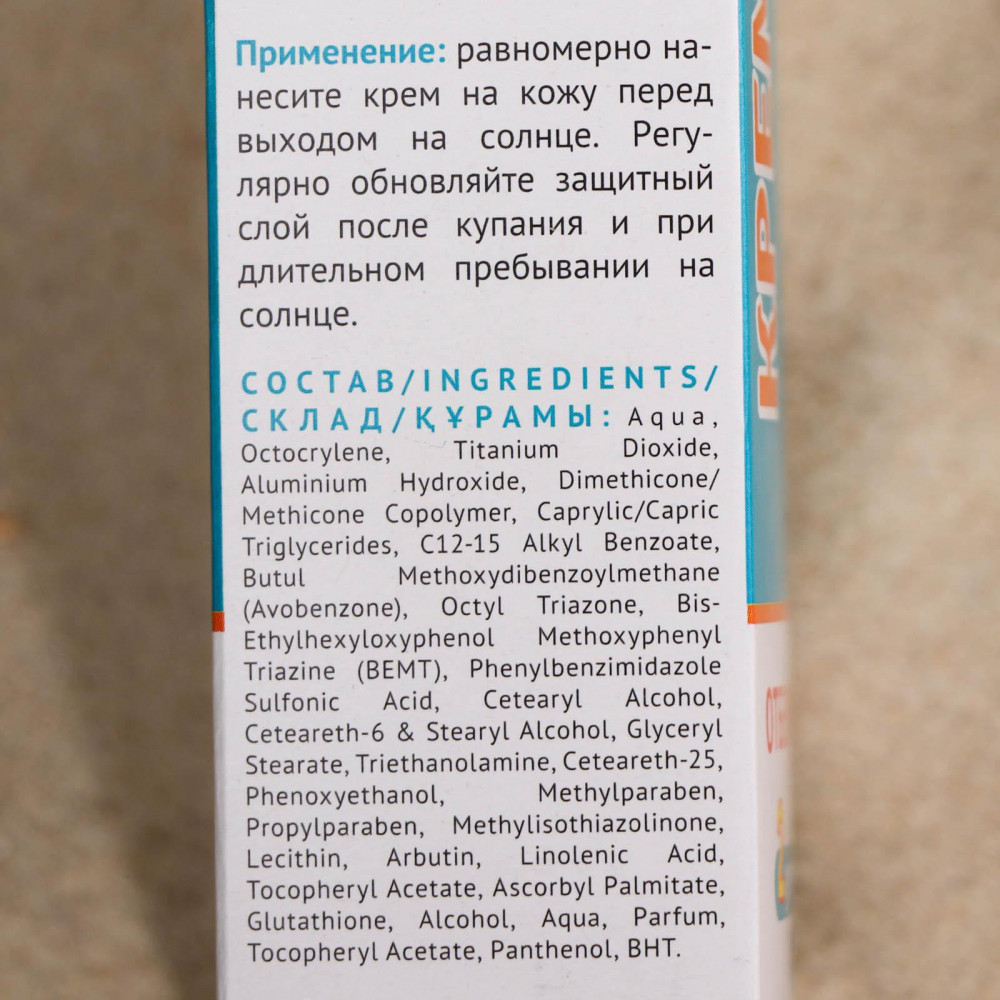 Применение: равномерно на-
несите крем на кожу перед
выходом на солнце. Регу-
лярно обновляйте защитный
слой после купания и при
длительном пребывании на
солнце.
СОСТАВ/INGREDIENTS/
СКЛАД/ҚҰРАМЫ: Aqua,
Octocrylene, Titanium Dioxide,
Aluminium Hydroxide, Dimethicone/
Methicone Copolymer, Caprylic/Capric
Triglycerides, C12-15 Alkyl Benzoate,
Butul Methoxydibenzoylmethane
(Avobenzone), Octyl Triazone, Bis-
Ethylhexyloxyphenol Methoxyphenyl
Triazine (BEMT), Phenylbenzimidazole
Sulfonic Acid, Cetearyl Alcohol,
Ceteareth-6 & Stearyl Alcohol, Glyceryl
Stearate, Triethanolamine, Ceteareth-25,
Phenoxyethanol, Methylparaben,
Propylparaben, Methylisothiazolinone,
Lecithin, Arbutin, Linolenic Acid,
Tocopheryl Acetate, Ascorbyl Palmitate,
Glutathione, Alcohol, Aqua, Parfum,
Tocopheryl Acetate, Panthenol, BHT.
КРЕМ